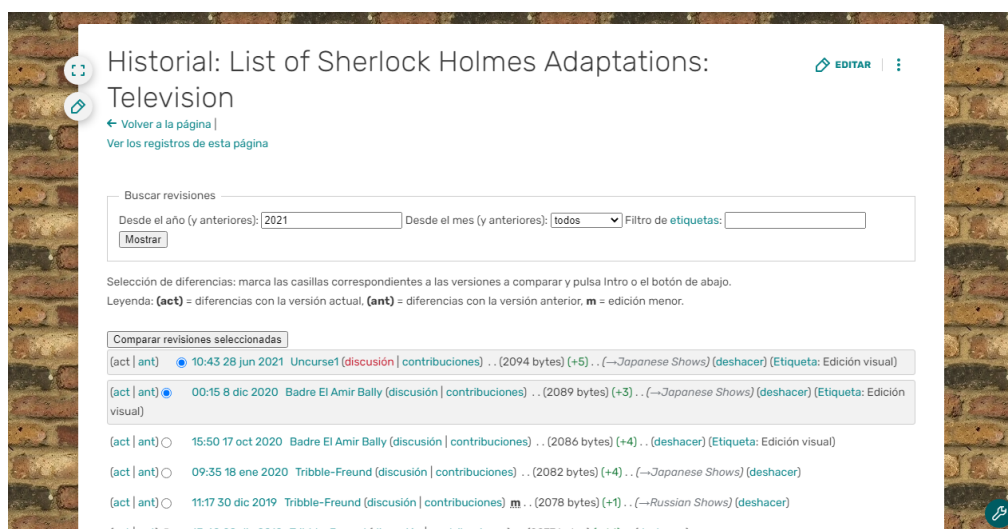 Historial: List of Sherlock Holmes Adaptations:
Television
EDITAR
← Volver a la página |
Ver los registros de esta página
Buscar revisiones
Desde el año (y anteriores): 2021 Desde el mes (y anteriores): todos Filtro de etiquetas:
Mostrar
Selección de diferencias: marca las casillas correspondientes a las versiones a comparar y pulsa Intro o el botón de abajo.
Leyenda: (act) = diferencias con la versión actual, (ant) = diferencias con la versión anterior, m = edición menor.
Comparar revisiones seleccionadas
(act | ant) 10:43 28 jun 2021 Uncurse1 (discusión | contribuciones) . . (2094 bytes) (+5) . . (→Japanese Shows) (deshacer) (Etiqueta: Edición visual)
(act | ant) 00:15 8 dic 2020 Badre El Amir Bally (discusión | contribuciones) . . (2089 bytes) (+3) . . (→Japanese Shows) (deshacer) (Etiqueta: Edición
visual)
(act | ant) 15:50 17 oct 2020 Badre El Amir Bally (discusión | contribuciones) . . (2086 bytes) (+4) . . (deshacer) (Etiqueta: Edición visual)
(act | ant) 09:35 18 ene 2020 Tribble-Freund (discusión | contribuciones) . . (2082 bytes) (+4) . . (→Japanese Shows) (deshacer)
(act | ant) 11:17 30 dic 2019 Tribble-Freund (discusión | contribuciones) m . . (2078 bytes) (+1) . . (→Russian Shows) (deshacer)